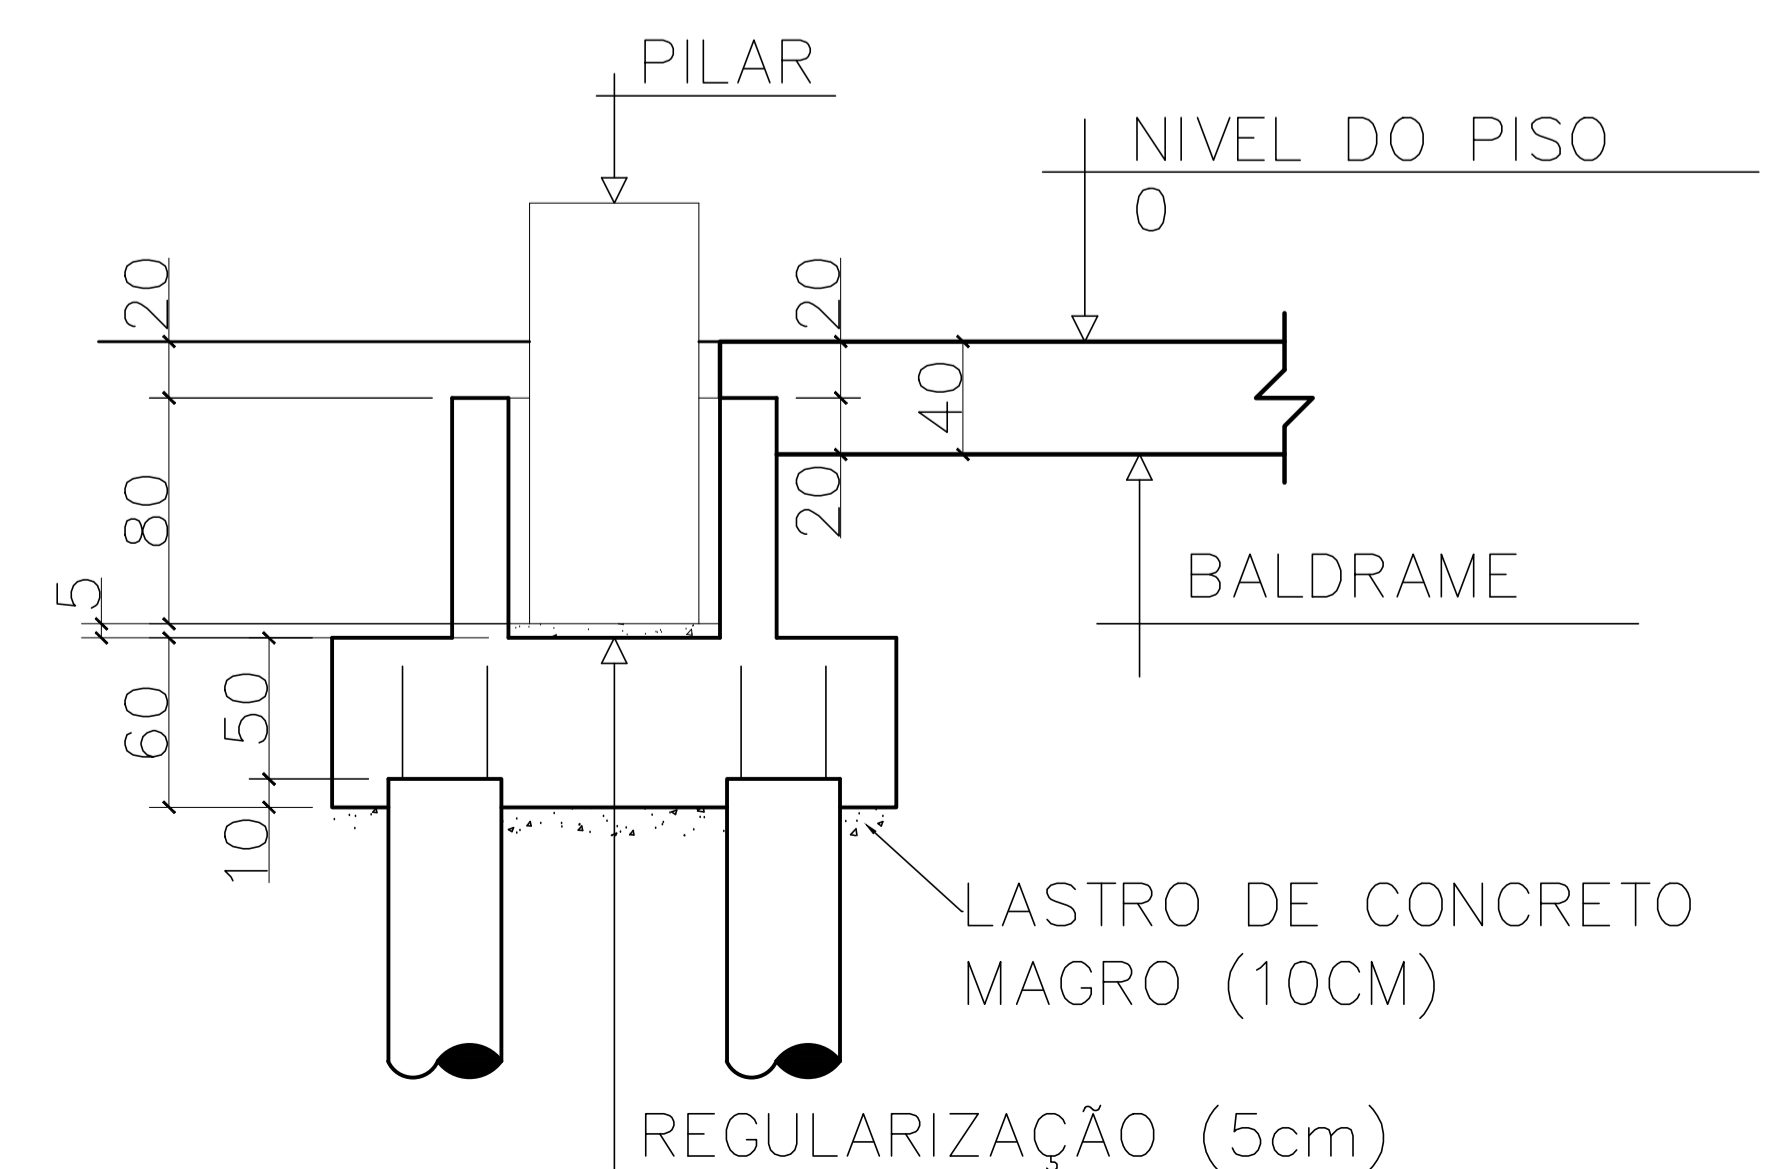 PILAR
NIVEL DO PISO
0
20
20
40
80
20
5
BALDRAME
60
50
10
LASTRO DE CONCRETO
MAGRO (10CM)
REGULARIZAÇÃO (5cm)